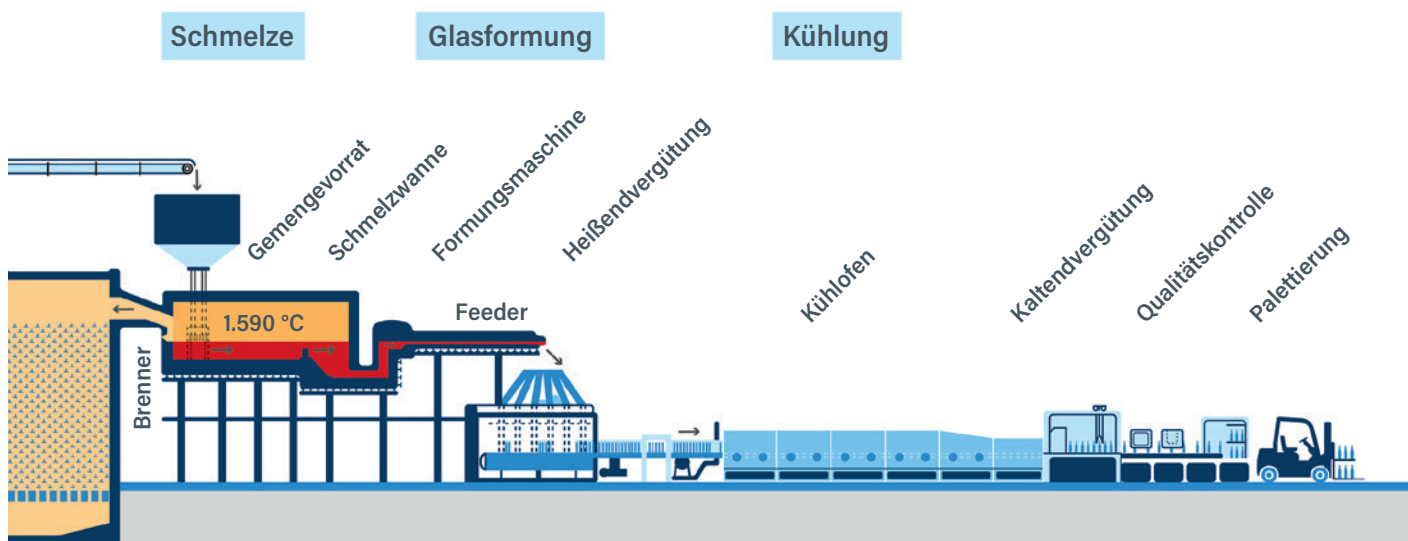 Schmelze
Glasformung
Kühlung
Gemengevorrat
Schmelzwanne
Formungsmaschine
Heißendvergütung
Kühlofen
Kaltendvergütung
Qualitätskontrolle
Palettierung
Feeder
1.590 °C
Brenner